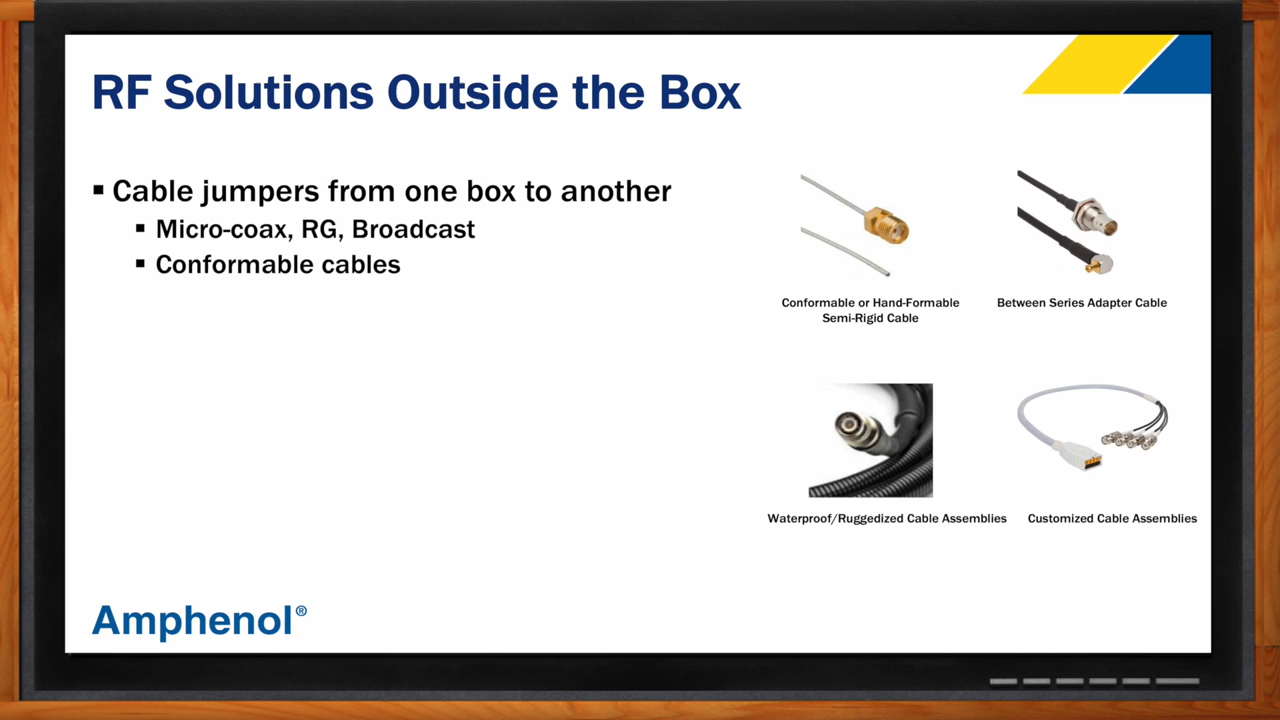 RF Solutions Outside the Box
▪ Cable jumpers from one box to another
▪ Micro-coax, RG, Broadcast
▪ Conformable cables
Conformable or Hand-Formable
Semi-Rigid Cable
Between Series Adapter Cable
Waterproof/Ruggedized Cable Assemblies
Customized Cable Assemblies
Amphenol®